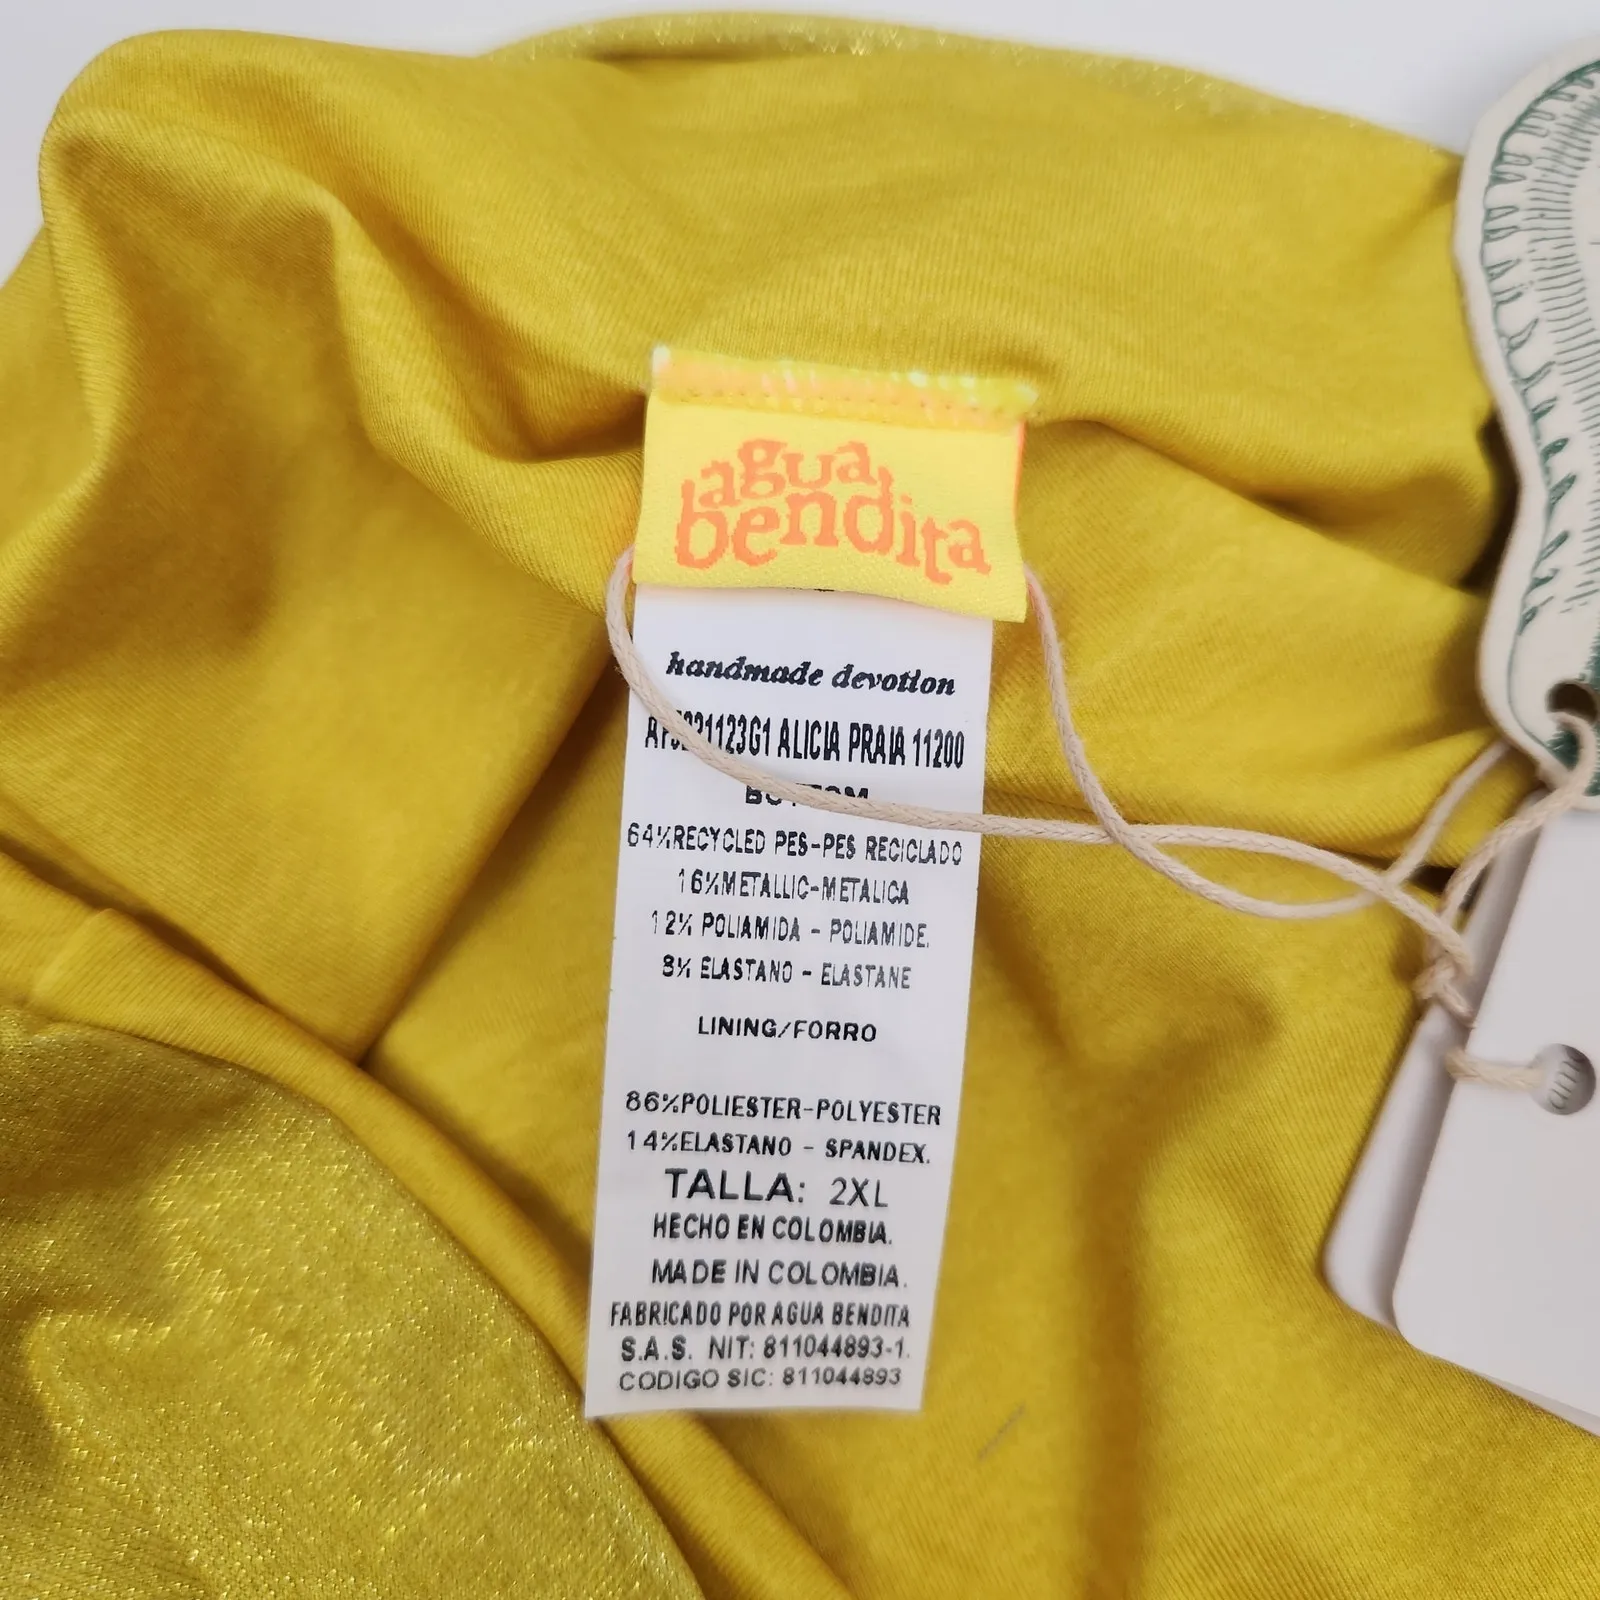 agua
bendita
handmade devotion
ALICIA PRAIA 11200
BOTTOM
64%RECYCLED PES-PES RECICLADO
16%METALLIC-METALICA
12% POLIAMIDA - POLIAMIDE.
8% ELASTANO - ELASTANE
LINING/FORRO
86%POLIESTER-POLYESTER
14%ELASTANO - SPANDEX.
TALLA: 2XL
HECHO EN COLOMBIA.
MADE IN COLOMBIA.
FABRICADO POR AGUA BENDITA
S.A.S. NIT: 811044893-1.
CODIGO SIC: 811044893